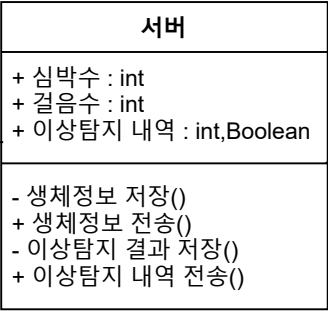 서버
+ 심박수 : int
+ 걸음수 : int
+ 이상탐지 내역 : int,Boolean
- 생체정보 저장()
+ 생체정보 전송()
- 이상탐지 결과 저장()
+ 이상탐지 내역 전송()